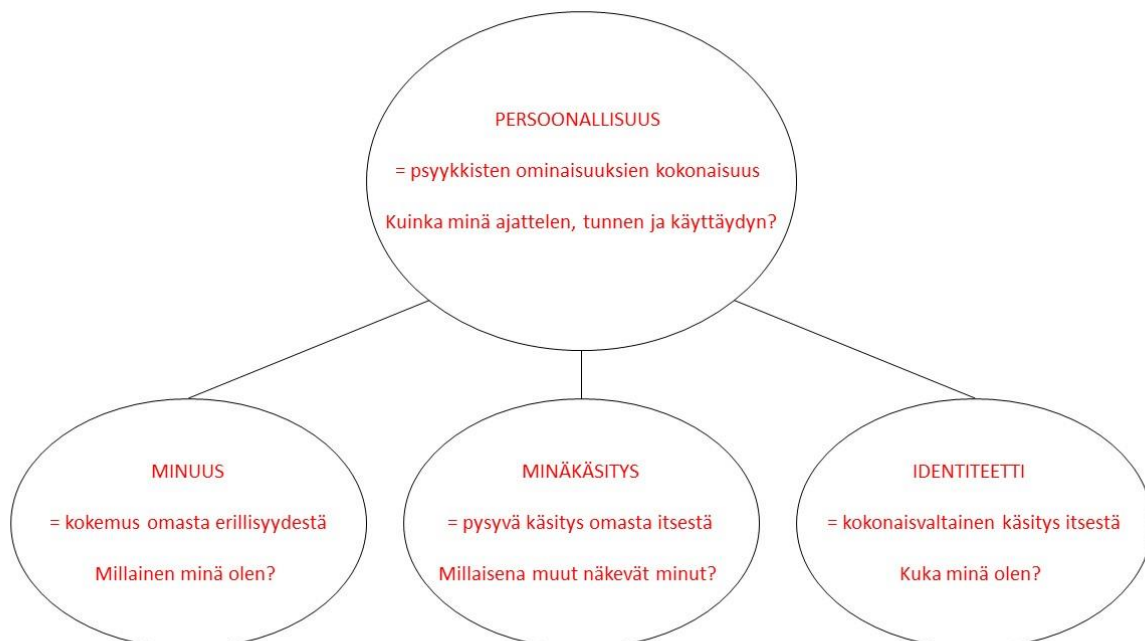 PERSOONALLISUUS
= psyykkisten ominaisuuksien kokonaisuus
Kuinka minä ajattelen, tunnen ja käyttäydyn?
MINUUS
= kokemus omasta erillisyydestä
Millainen minä olen?
MINÄKÄSITYS
= pysyvä käsitys omasta itsestä
Millaisena muut näkevät minut?
IDENTITEETTI
= kokonaisvaltainen käsitys itsestä
Kuka minä olen?